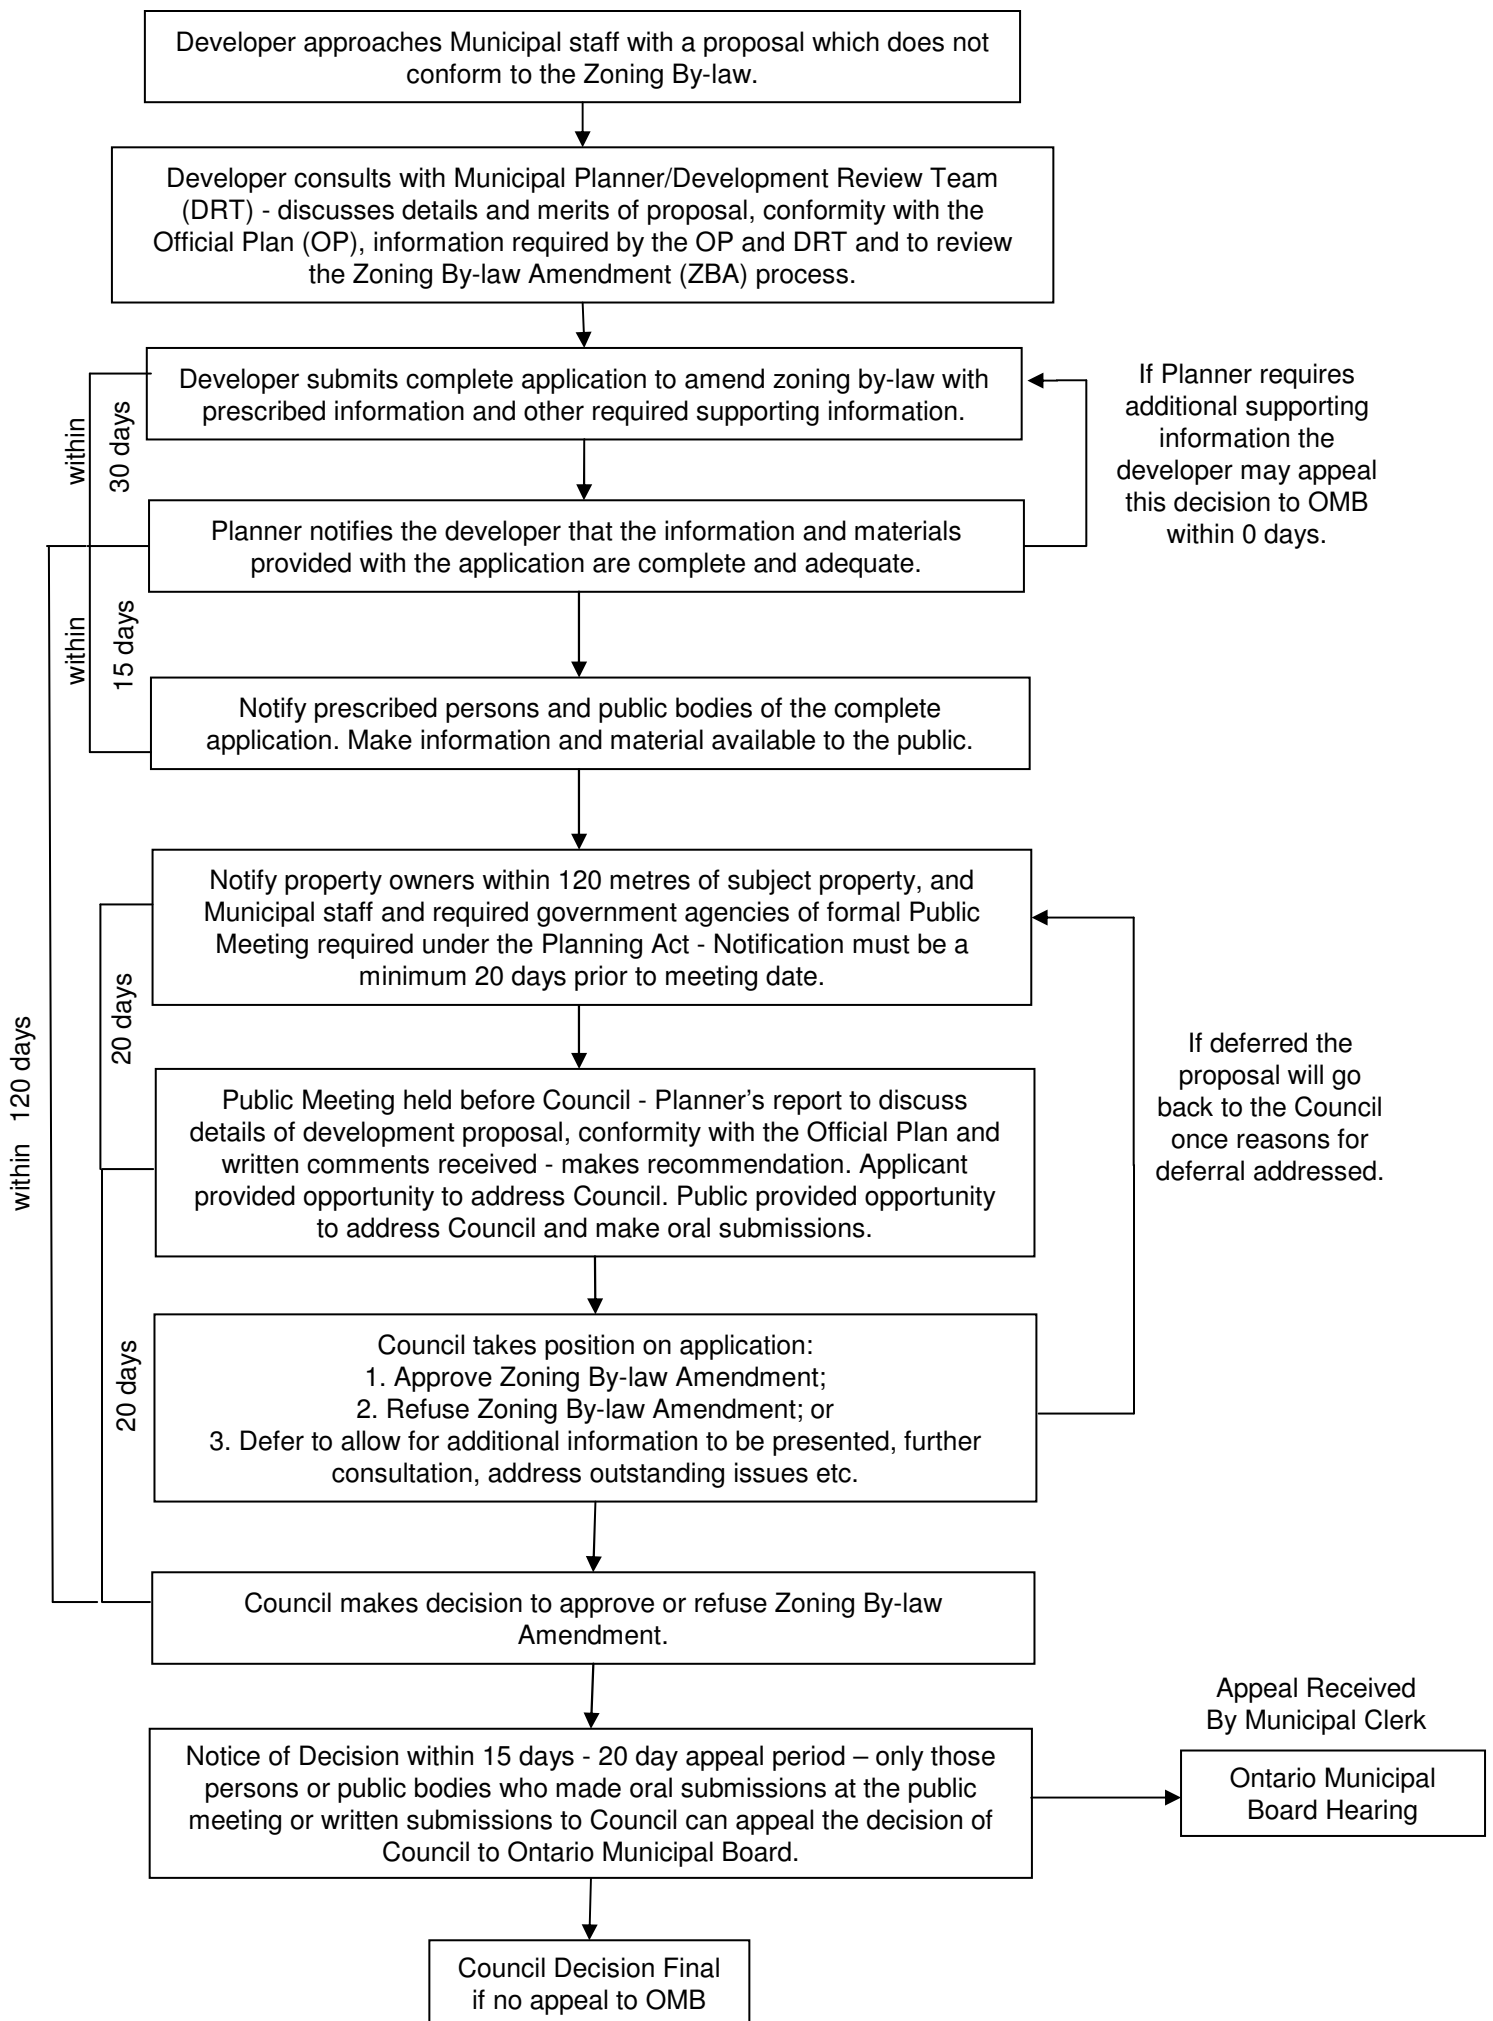 Developer approaches Municipal staff with a proposal which does not
conform to the Zoning By-law.
Developer consults with Municipal Planner/Development Review Team
(DRT) - discusses details and merits of proposal, conformity with the
Official Plan (OP), information required by the OP and DRT and to review
the Zoning By-law Amendment (ZBA) process.
Developer submits complete application to amend zoning by-law with
prescribed information and other required supporting information.
If Planner requires
additional supporting
information the
developer may appeal
this decision to OMB
within 0 days.
within
30 days
Planner notifies the developer that the information and materials
provided with the application are complete and adequate.
within
15 days
Notify prescribed persons and public bodies of the complete
application. Make information and material available to the public.
Notify property owners within 120 metres of subject property, and
Municipal staff and required government agencies of formal Public
Meeting required under the Planning Act - Notification must be a
minimum 20 days prior to meeting date.
20 days
within 120 days
Public Meeting held before Council - Planner's report to discuss
details of development proposal, conformity with the Official Plan and
written comments received - makes recommendation. Applicant
provided opportunity to address Council. Public provided opportunity
to address Council and make oral submissions.
If deferred the
proposal will go
back to the Council
once reasons for
deferral addressed.
20 days
Council takes position on application:
1. Approve Zoning By-law Amendment;
2. Refuse Zoning By-law Amendment; or
3. Defer to allow for additional information to be presented, further
consultation, address outstanding issues etc.
Council makes decision to approve or refuse Zoning By-law
Amendment.
Notice of Decision within 15 days - 20 day appeal period – only those
persons or public bodies who made oral submissions at the public
meeting or written submissions to Council can appeal the decision of
Council to Ontario Municipal Board.
Appeal Received
By Municipal Clerk
Ontario Municipal
Board Hearing
Council Decision Final
if no appeal to OMB